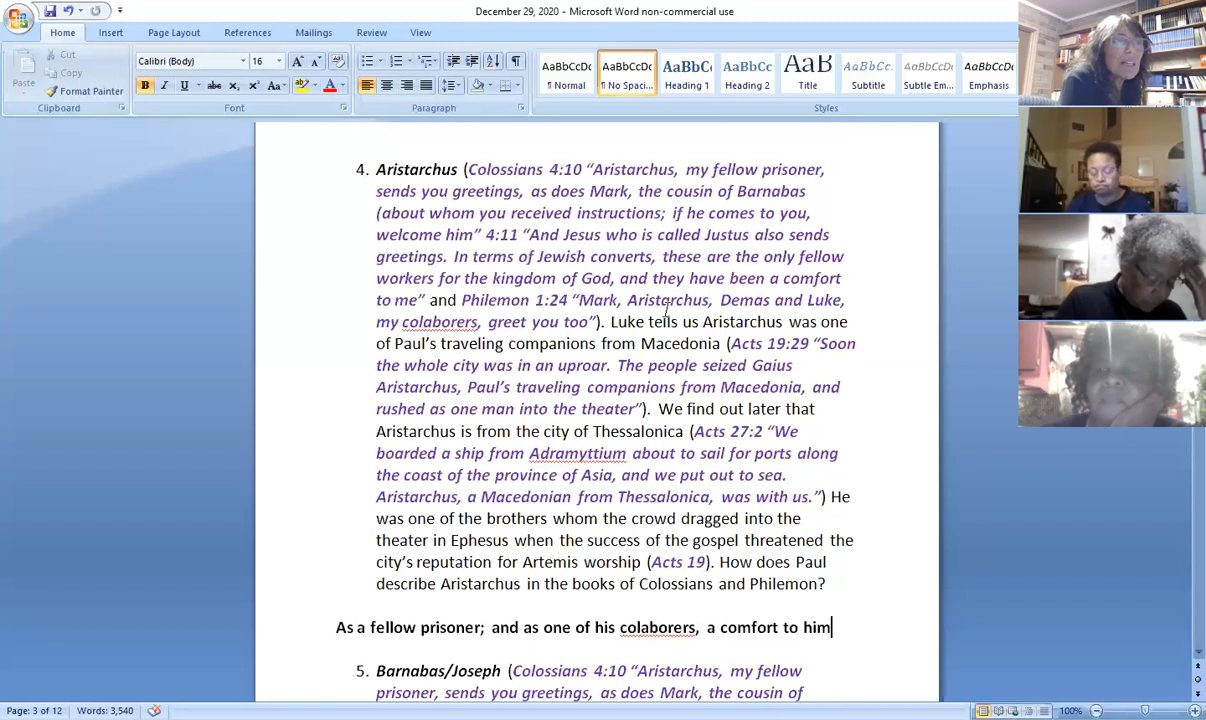 December 29, 2020 - Microsoft Word non-commercial use
Home Insert Page Layout References Mailings Review View
Cut
Copy
Format Painter
Paste
Calibri (Body) 16
AaBbCcDc AaBbCcDc AaBbCc AaBbCc AaB AaBbCcDc AaBbCcDc AaBbCcDc
¶ Normal ¶ No Spaci... Heading 1 Heading 2 Title Subtitle Subtle Em... Emphasis
Clipboard Font Paragraph Styles
4. Aristarchus (Colossians 4:10 “Aristarchus, my fellow prisoner,
sends you greetings, as does Mark, the cousin of Barnabas
(about whom you received instructions; if he comes to you,
welcome him” 4:11 “And Jesus who is called Justus also sends
greetings. In terms of Jewish converts, these are the only fellow
workers for the kingdom of God, and they have been a comfort
to me” and Philemon 1:24 “Mark, Aristarchus, Demas and Luke,
my colaborers, greet you too”). Luke tells us Aristarchus was one
of Paul’s traveling companions from Macedonia (Acts 19:29 “Soon
the whole city was in an uproar. The people seized Gaius
Aristarchus, Paul’s traveling companions from Macedonia, and
rushed as one man into the theater”). We find out later that
Aristarchus is from the city of Thessalonica (Acts 27:2 “We
boarded a ship from Adramyttium about to sail for ports along
the coast of the province of Asia, and we put out to sea.
Aristarchus, a Macedonian from Thessalonica, was with us.”) He
was one of the brothers whom the crowd dragged into the
theater in Ephesus when the success of the gospel threatened the
city’s reputation for Artemis worship (Acts 19). How does Paul
describe Aristarchus in the books of Colossians and Philemon?
As a fellow prisoner; and as one of his colaborers, a comfort to him
5. Barnabas/Joseph (Colossians 4:10 “Aristarchus, my fellow
prisoner, sends you greetings, as does Mark, the cousin of
Page: 3 of 12 Words: 3,540 100%